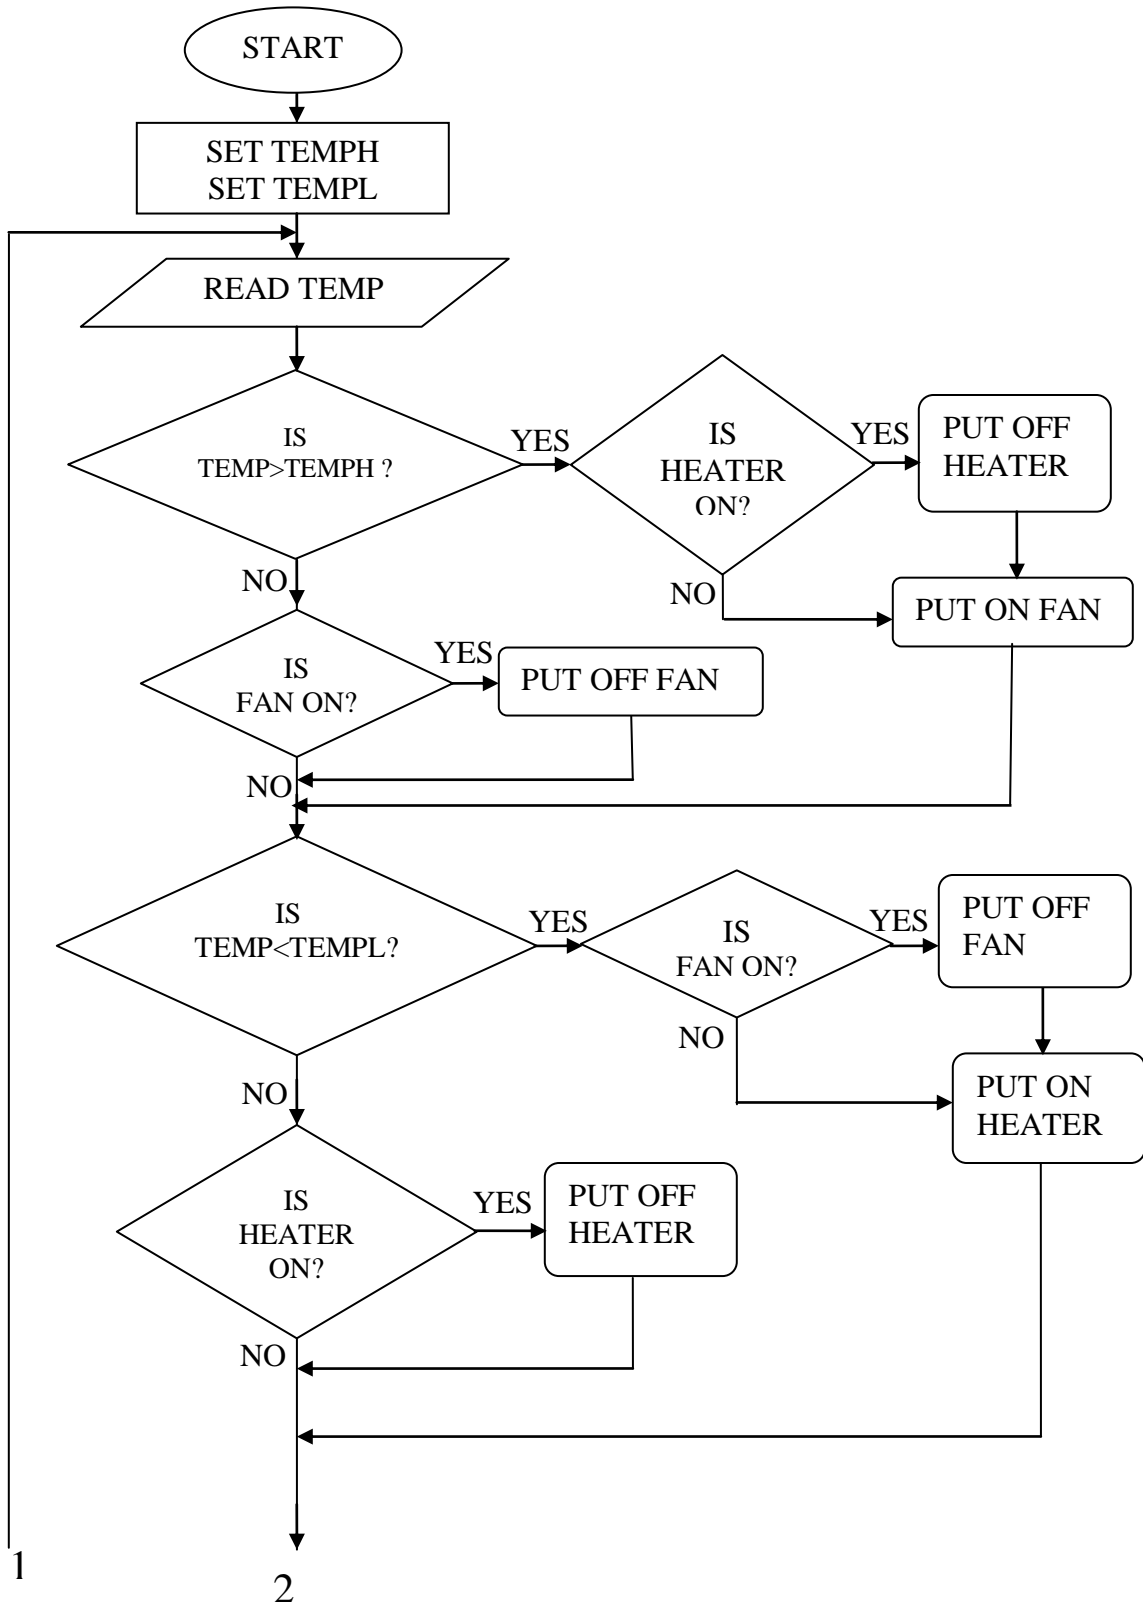 START
SET TEMPH
SET TEMPL
READ TEMP
IS
TEMP>TEMPH ?
YES
IS
HEATER
ON?
YES
PUT OFF
HEATER
NO
NO
PUT ON FAN
IS
FAN ON?
YES
PUT OFF FAN
NO
IS
TEMP<TEMPL?
YES
IS
FAN ON?
YES
PUT OFF
FAN
NO
NO
PUT ON
HEATER
IS
HEATER
ON?
YES
PUT OFF
HEATER
NO
1
2